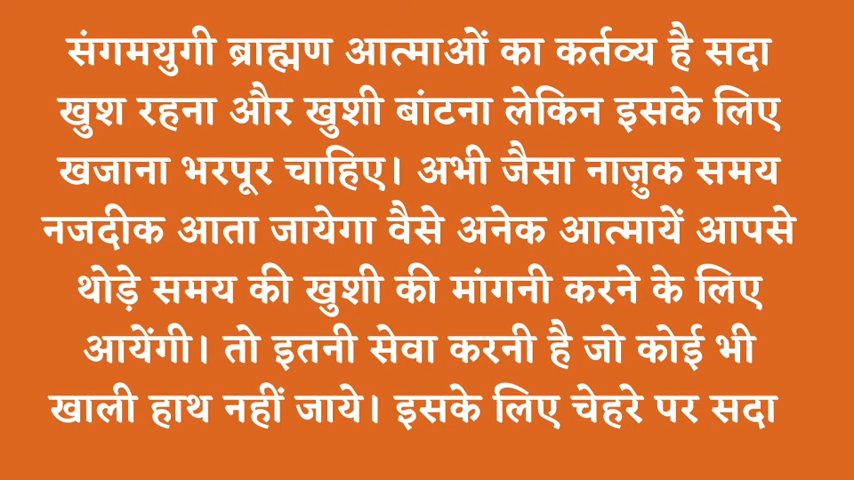 संगमयुगी ब्राह्मण आत्माओं का कर्तव्य है सदा
खुश रहना और खुशी बांटना लेकिन इसके लिए
खजाना भरपूर चाहिए। अभी जैसा नाज़ुक समय
नजदीक आता जायेगा वैसे अनेक आत्मायें आपसे
थोड़े समय की खुशी की मांगनी करने के लिए
आयेंगी। तो इतनी सेवा करनी है जो कोई भी
खाली हाथ नहीं जाये। इसके लिए चेहरे पर सदा